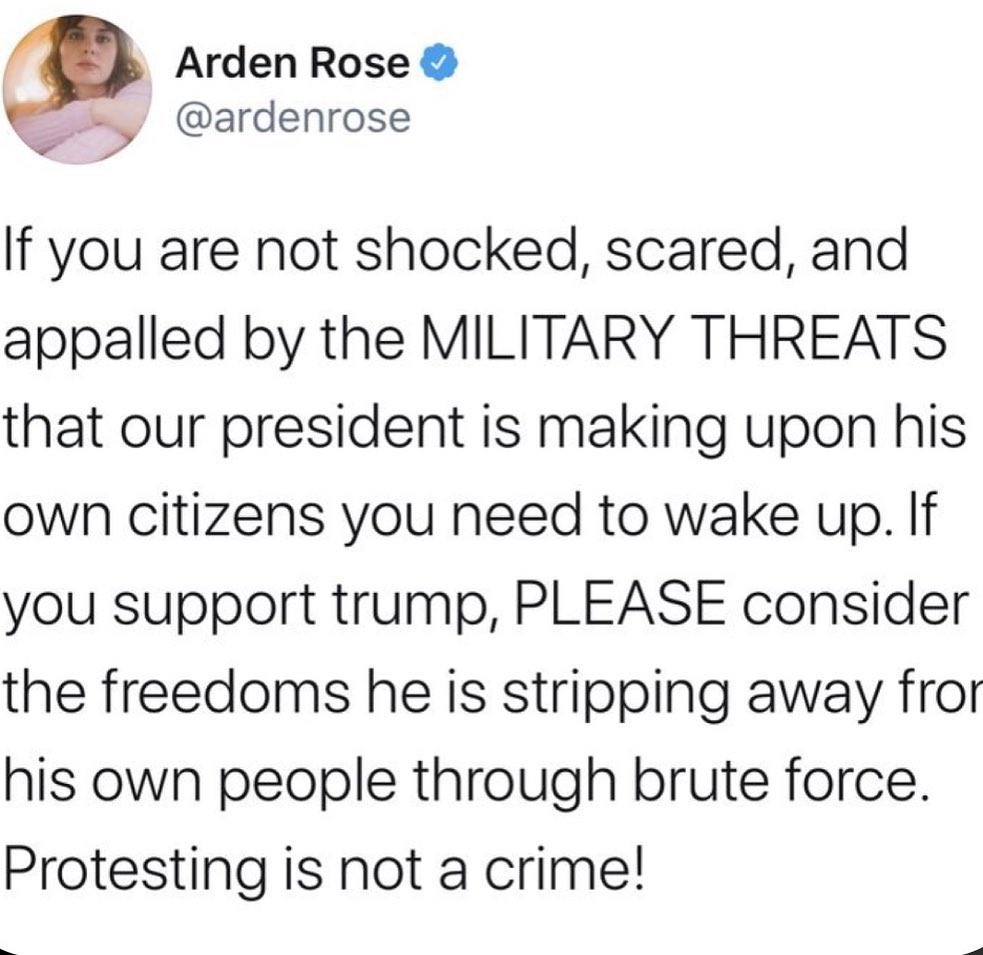 Arden Rose
@ardenrose
If you are not shocked, scared, and
appalled by the MILITARY THREATS
that our president is making upon his
own citizens you need to wake up. If
you support trump, PLEASE consider
the freedoms he is stripping away fror
his own people through brute force.
Protesting is not a crime!